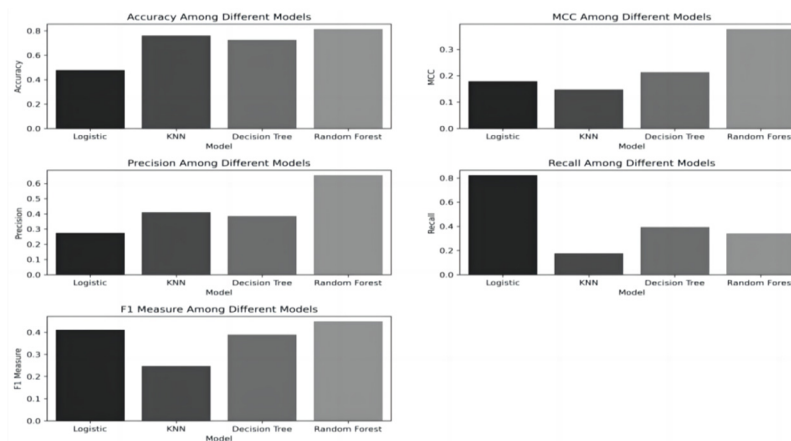 Accuracy Among Different Models
0.8
0.6
0.4
0.2
0.0
Accuracy
Logistic KNN Decision Tree Random Forest
Model
MCC Among Different Models
0.3
0.2
0.1
0.0
MCC
Logistic KNN Decision Tree Random Forest
Model
Precision Among Different Models
0.6
0.5
0.4
0.3
0.2
0.1
0.0
Precision
Logistic KNN Decision Tree Random Forest
Model
Recall Among Different Models
0.8
0.6
0.4
0.2
0.0
Recall
Logistic KNN Decision Tree Random Forest
Model
F1 Measure Among Different Models
0.4
0.3
0.2
0.1
0.0
F1 Measure
Logistic KNN Decision Tree Random Forest
Model